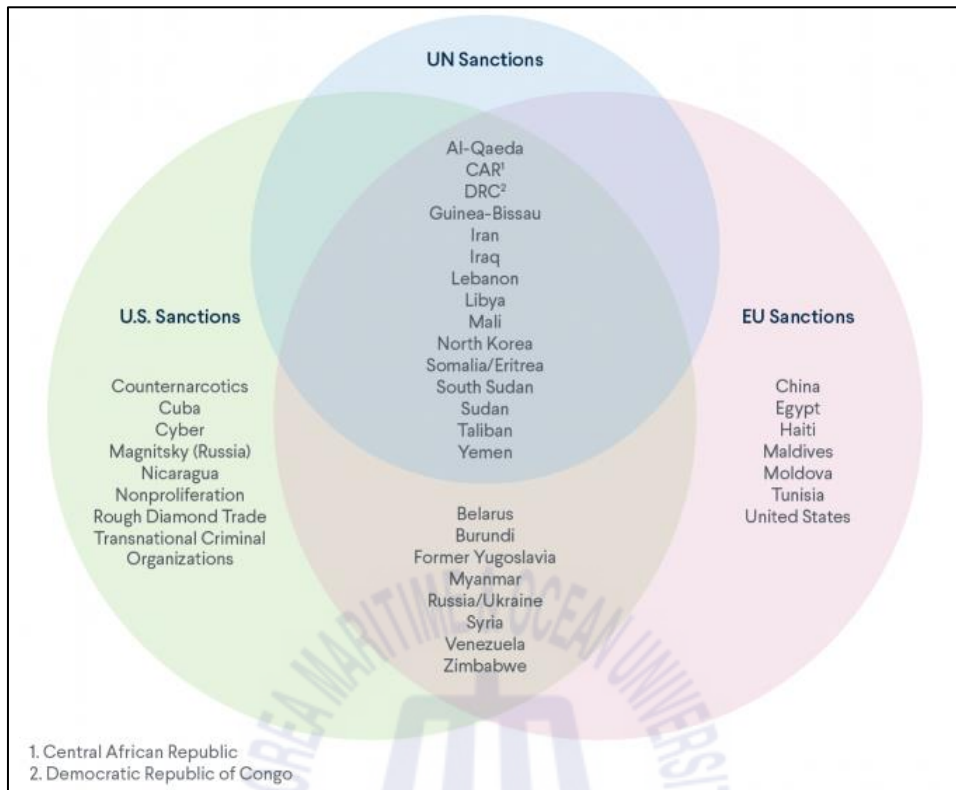 UN Sanctions
Al-Qaeda
CAR¹
DRC²
Guinea-Bissau
Iran
Iraq
Lebanon
Libya
Mali
North Korea
Somalia/Eritrea
South Sudan
Sudan
Taliban
Yemen
U.S. Sanctions
Counternarcotics
Cuba
Cyber
Magnitsky (Russia)
Nicaragua
Nonproliferation
Rough Diamond Trade
Transnational Criminal
Organizations
EU Sanctions
China
Egypt
Haiti
Maldives
Moldova
Tunisia
United States
Belarus
Burundi
Former Yugoslavia
Myanmar
Russia/Ukraine
Syria
Venezuela
Zimbabwe
1. Central African Republic
2. Democratic Republic of Congo